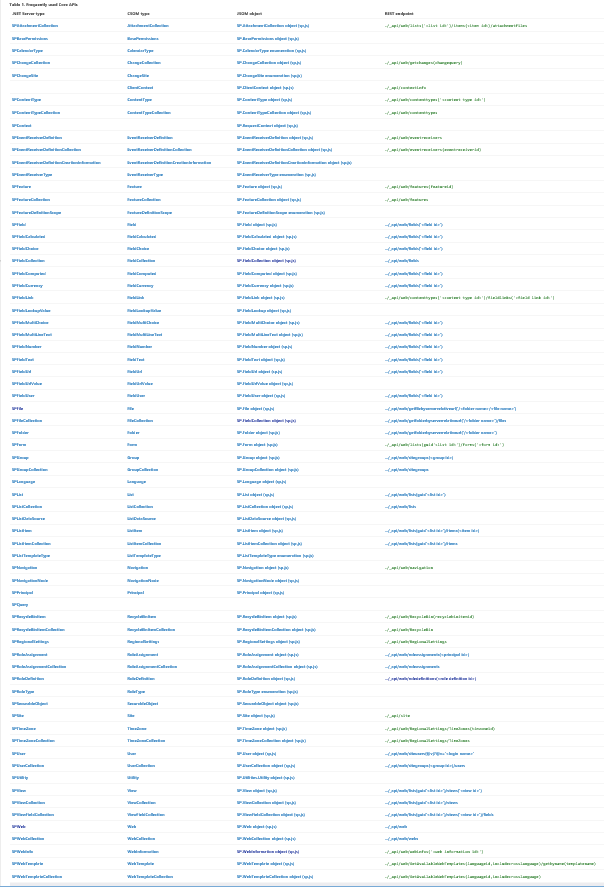 Table 1. Frequently used Core APIs
.NET Server type CSOM type JSOM object REST endpoint
SPAttachmentCollection AttachmentCollection SP.AttachmentCollection object (sp.js) ../_api/web/lists('<list id>')/items(<item id>)/attachmentFiles
SPBasePermissions BasePermissions SP.BasePermissions object (sp.js)
SPCalendarType CalendarType SP.CalendarType enumeration (sp.js)
SPChangeCollection ChangeCollection SP.ChangeCollection object (sp.js) ../_api/web/getchanges(changequery)
SPChangeSite ChangeSite SP.ChangeSite enumeration (sp.js)
ClientContext SP.ClientContext object (sp.js) ../_api/contextinfo
SPContentType ContentType SP.ContentType object (sp.js) ../_api/web/contenttypes('<content type id>')
SPContentTypeCollection ContentTypeCollection SP.ContentTypeCollection object (sp.js) ../_api/web/contenttypes
SPContext SP.RequestContext object (sp.js)
SPEventReceiverDefinition EventReceiverDefinition SP.EventReceiverDefinition object (sp.js) ../_api/web/eventreceivers
SPEventReceiverDefinitionCollection EventReceiverDefinitionCollection SP.EventReceiverDefinitionCollection object (sp.js) ../_api/web/eventreceivers(eventreceiverid)
SPEventReceiverDefinitionCreationInformation EventReceiverDefinitionCreationInformation SP.EventReceiverDefinitionCreationInformation object (sp.js)
SPEventReceiverType EventReceiverType SP.EventReceiverType enumeration (sp.js)
SPFeature Feature SP.Feature object (sp.js) ../_api/web/features(featureid)
SPFeatureCollection FeatureCollection SP.FeatureCollection object (sp.js) ../_api/web/features
SPFeatureDefinitionScope FeatureDefinitionScope SP.FeatureDefinitionScope enumeration (sp.js)
SPField Field SP.Field object (sp.js) ../_api/web/fields('<field id>')
SPFieldCalculated FieldCalculated SP.FieldCalculated object (sp.js) ../_api/web/fields('<field id>')
SPFieldChoice FieldChoice SP.FieldChoice object (sp.js) ../_api/web/fields('<field id>')
SPFieldCollection FieldCollection SP.FieldCollection object (sp.js) ../_api/web/fields
SPFieldComputed FieldComputed SP.FieldComputed object (sp.js) ../_api/web/fields('<field id>')
SPFieldCurrency FieldCurrency SP.FieldCurrency object (sp.js) ../_api/web/fields('<field id>')
SPFieldLink FieldLink SP.FieldLink object (sp.js) ../_api/web/contenttypes('<content type id>')/fieldlinks('<field link id>')
SPFieldLookupValue FieldLookupValue SP.FieldLookup object (sp.js)
SPFieldMultiChoice FieldMultiChoice SP.FieldMultiChoice object (sp.js) ../_api/web/fields('<field id>')
SPFieldMultiLineText FieldMultiLineText SP.FieldMultiLineText object (sp.js) ../_api/web/fields('<field id>')
SPFieldNumber FieldNumber SP.FieldNumber object (sp.js) ../_api/web/fields('<field id>')
SPFieldText FieldText SP.FieldText object (sp.js) ../_api/web/fields('<field id>')
SPFieldUrl FieldUrl SP.FieldUrl object (sp.js) ../_api/web/fields('<field id>')
SPFieldUrlValue FieldUrlValue SP.FieldUrlValue object (sp.js)
SPFieldUser FieldUser SP.FieldUser object (sp.js) ../_api/web/fields('<field id>')
SPFile File SP.File object (sp.js) ../_api/web/getfilebyserverrelativeurl('/<folder name>/<file name>')
SPFileCollection FileCollection SP.FileCollection object (sp.js) ../_api/web/getfolderbyserverrelativeurl('/<folder name>')/files
SPFolder Folder SP.Folder object (sp.js) ../_api/web/getfolderbyserverrelativeurl('/<folder name>')
SPForm Form SP.Form object (sp.js) ../_api/web/lists(guid'<list id>')/forms('<form id>')
SPGroup Group SP.Group object (sp.js) ../_api/web/sitegroups(<group id>)
SPGroupCollection GroupCollection SP.GroupCollection object (sp.js) ../_api/web/sitegroups
SPLanguage Language SP.Language object (sp.js)
SPList List SP.List object (sp.js) ../_api/web/lists(guid'<list id>')
SPListCollection ListCollection SP.ListCollection object (sp.js) ../_api/web/lists
SPListDataSource ListDataSource SP.ListDataSource object (sp.js)
SPListItem ListItem SP.ListItem object (sp.js) ../_api/web/lists(guid'<list id>')/items(<item id>)
SPListItemCollection ListItemCollection SP.ListItemCollection object (sp.js) ../_api/web/lists(guid'<list id>')/items
SPListTemplateType ListTemplateType SP.ListTemplateType enumeration (sp.js)
SPNavigation Navigation SP.Navigation object (sp.js) ../_api/web/navigation
SPNavigationNode NavigationNode SP.NavigationNode object (sp.js)
SPPrincipal Principal SP.Principal object (sp.js)
SPQuery
SPRecycleBinItem RecycleBinItem SP.RecycleBinItem object (sp.js) ../_api/web/RecycleBin(recyclebinitemid)
SPRecycleBinItemCollection RecycleBinItemCollection SP.RecycleBinItemCollection object (sp.js) ../_api/web/RecycleBin
SPRegionalSettings RegionalSettings SP.RegionalSettings object (sp.js) ../_api/web/RegionalSettings
SPRoleAssignment RoleAssignment SP.RoleAssignment object (sp.js) ../_api/web/roleassignments(<principal id>)
SPRoleAssignmentCollection RoleAssignmentCollection SP.RoleAssignmentCollection object (sp.js) ../_api/web/roleassignments
SPRoleDefinition RoleDefinition SP.RoleDefinition object (sp.js) ../_api/web/roledefinitions(<role definition id>)
SPRoleType RoleType SP.RoleType enumeration (sp.js)
SPSecurableObject SecurableObject SP.SecurableObject object (sp.js)
SPSite Site SP.Site object (sp.js) ../_api/site
SPTimeZone TimeZone SP.TimeZone object (sp.js) ../_api/web/RegionalSettings/TimeZones(timzoneid)
SPTimeZoneCollection TimeZoneCollection SP.TimeZoneCollection object (sp.js) ../_api/web/RegionalSettings/TimeZones
SPUser User SP.User object (sp.js) ../_api/web/siteusers(@v)?@v='<login name>'
SPUserCollection UserCollection SP.UserCollection object (sp.js) ../_api/web/sitegroups(<group id>)/users
SPUtility Utility SP.Utilities.Utility object (sp.js)
SPView View SP.View object (sp.js) ../_api/web/lists(guid'<list id>')/views('<view id>')
SPViewCollection ViewCollection SP.ViewCollection object (sp.js) ../_api/web/lists(guid'<list id>')/views
SPViewFieldCollection ViewFieldCollection SP.ViewFieldCollection object (sp.js) ../_api/web/lists(guid'<list id>')/views('<view id>')/fields
SPWeb Web SP.Web object (sp.js) ../_api/web
SPWebCollection WebCollection SP.WebCollection object (sp.js) ../_api/web/webs
SPWebInfo WebInformation SP.WebInformation object (sp.js) ../_api/web/webinfos('<web information id>')
SPWebTemplate WebTemplate SP.WebTemplate object (sp.js) ../_api/web/GetAvailableWebTemplates(languageid,includecrosslanguage)/getbyname(templatename)
SPWebTemplateCollection WebTemplateCollection SP.WebTemplateCollection object (sp.js) ../_api/web/GetAvailableWebTemplates(languageid,includecrosslanguage)